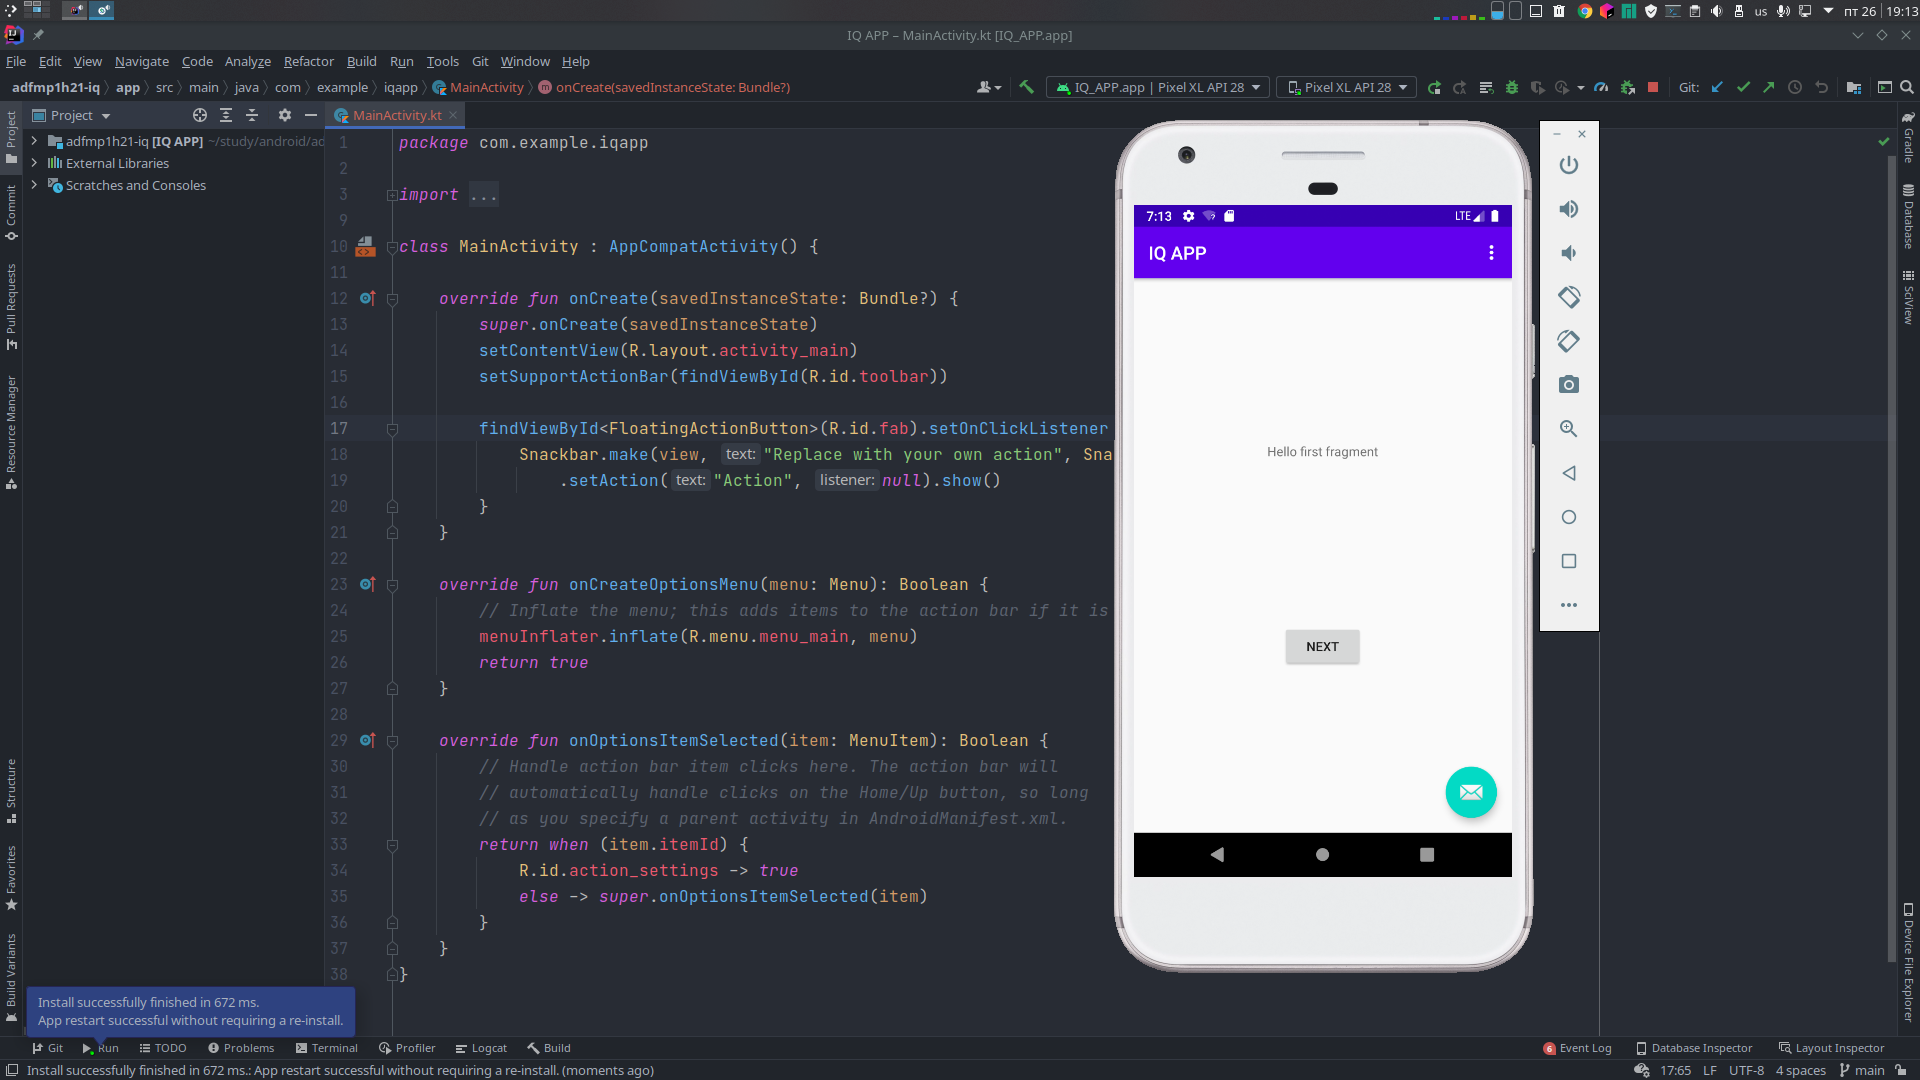 us
пт 26
19:13
IQ APP – MainActivity.kt [IQ_APP.app]
File Edit View Navigate Code Analyze Refactor Build Run Tools Git Window Help
adfmp1h21-iq app src main java com example iqapp MainActivity onCreate(savedInstanceState: Bundle?)
IQ_APP.app | Pixel XL API 28
Pixel XL API 28
Git:
Project
MainActivity.kt
adfmp1h21-iq [IQ APP] ~/study/android/ad
External Libraries
Scratches and Consoles
Project
Commit
Pull Requests
Resource Manager
Structure
Favorites
Build Variants
1 package com.example.iqapp
2
3 import ...
9
10 class MainActivity : AppCompatActivity() {
11
12 override fun onCreate(savedInstanceState: Bundle?) {
13 super.onCreate(savedInstanceState)
14 setContentView(R.layout.activity_main)
15 setSupportActionBar(findViewById(R.id.toolbar))
16
17 findViewById<FloatingActionButton>(R.id.fab).setOnClickListener
18 Snackbar.make(view, text: "Replace with your own action", Sna
19 .setAction( text: "Action", listener: null).show()
20 }
21 }
22
23 override fun onCreateOptionsMenu(menu: Menu): Boolean {
24 // Inflate the menu; this adds items to the action bar if it is
25 menuInflater.inflate(R.menu.menu_main, menu)
26 return true
27 }
28
29 override fun onOptionsItemSelected(item: MenuItem): Boolean {
30 // Handle action bar item clicks here. The action bar will
31 // automatically handle clicks on the Home/Up button, so long
32 // as you specify a parent activity in AndroidManifest.xml.
33 return when (item.itemId) {
34 R.id.action_settings -> true
35 else -> super.onOptionsItemSelected(item)
36 }
37 }
38 }
7:13
LTE
IQ APP
Hello first fragment
NEXT
Gradle
Database
SciView
Device File Explorer
Install successfully finished in 672 ms.
App restart successful without requiring a re-install.
Git Run TODO Problems Terminal Profiler Logcat Build
6 Event Log Database Inspector Layout Inspector
Install successfully finished in 672 ms.: App restart successful without requiring a re-install. (moments ago)
17:65 LF UTF-8 4 spaces main